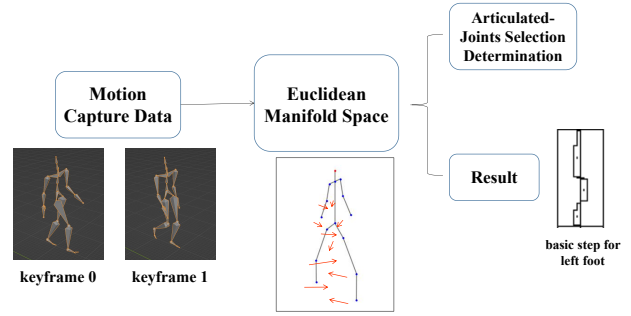 Motion
Capture Data
Euclidean
Manifold Space
Articulated-
Joints Selection
Determination
Result
keyframe 0
keyframe 1
basic step for
left foot